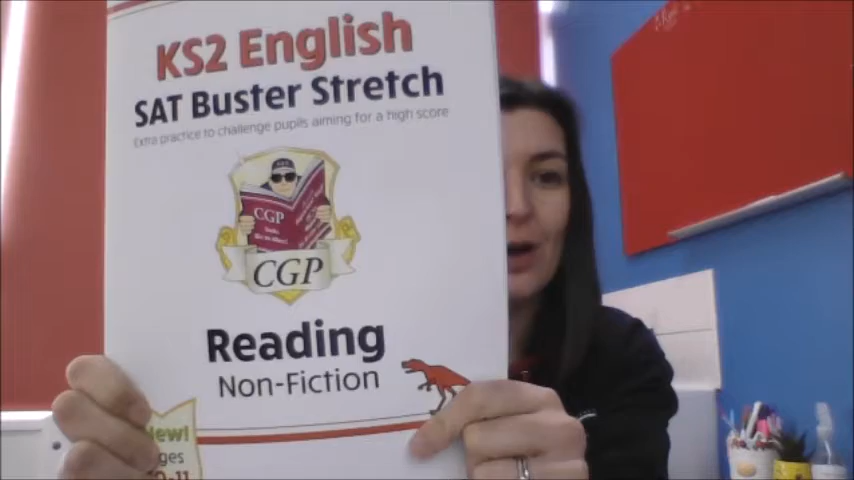 KS2 English
SAT Buster Stretch
Extra practice to challenge pupils aiming for a high score
CGP
CGP
Reading
Non-Fiction
New!